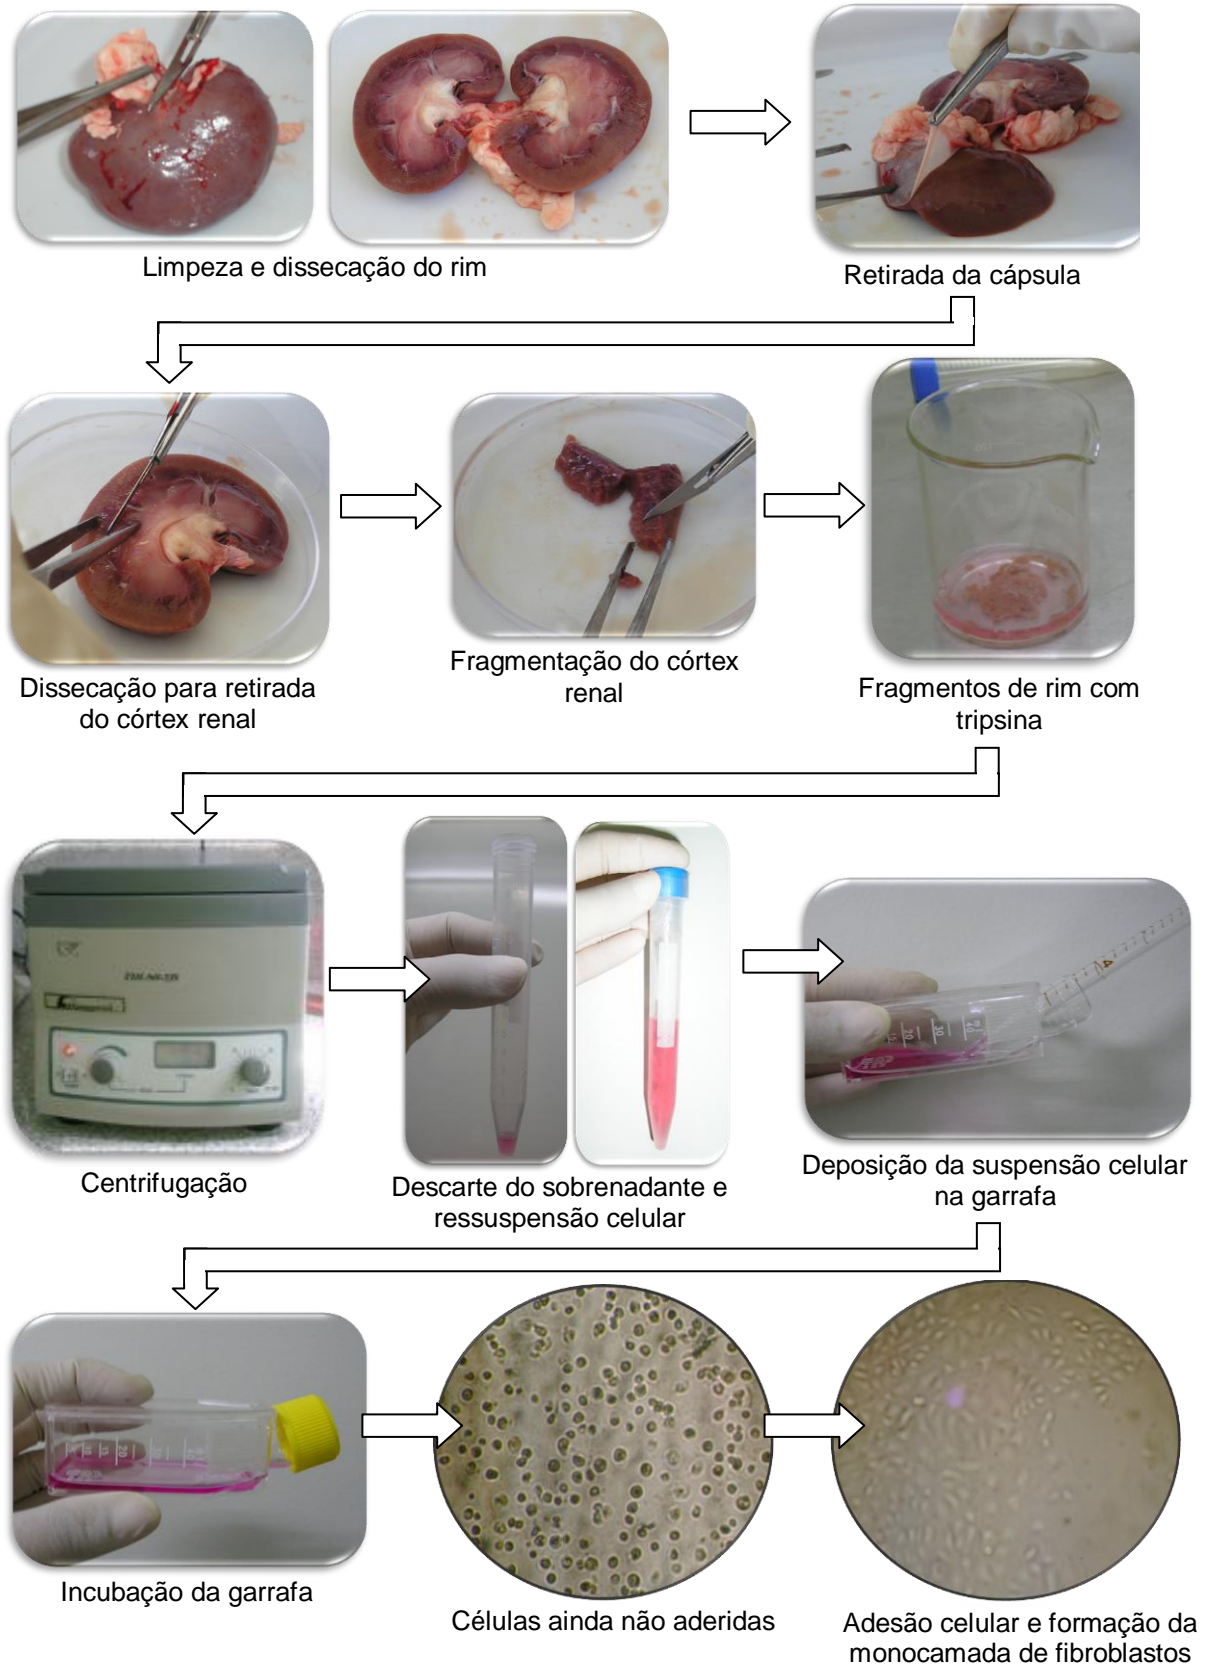 Limpeza e dissecação do rim
Retirada da cápsula
Dissecação para retirada
do córtex renal
Fragmentação do córtex
renal
Fragmentos de rim com
tripsina
Centrifugação
Descarte do sobrenadante e
ressuspensão celular
Deposição da suspensão celular
na garrafa
Incubação da garrafa
Células ainda não aderidas
Adesão celular e formação da
monocamada de fibroblastos